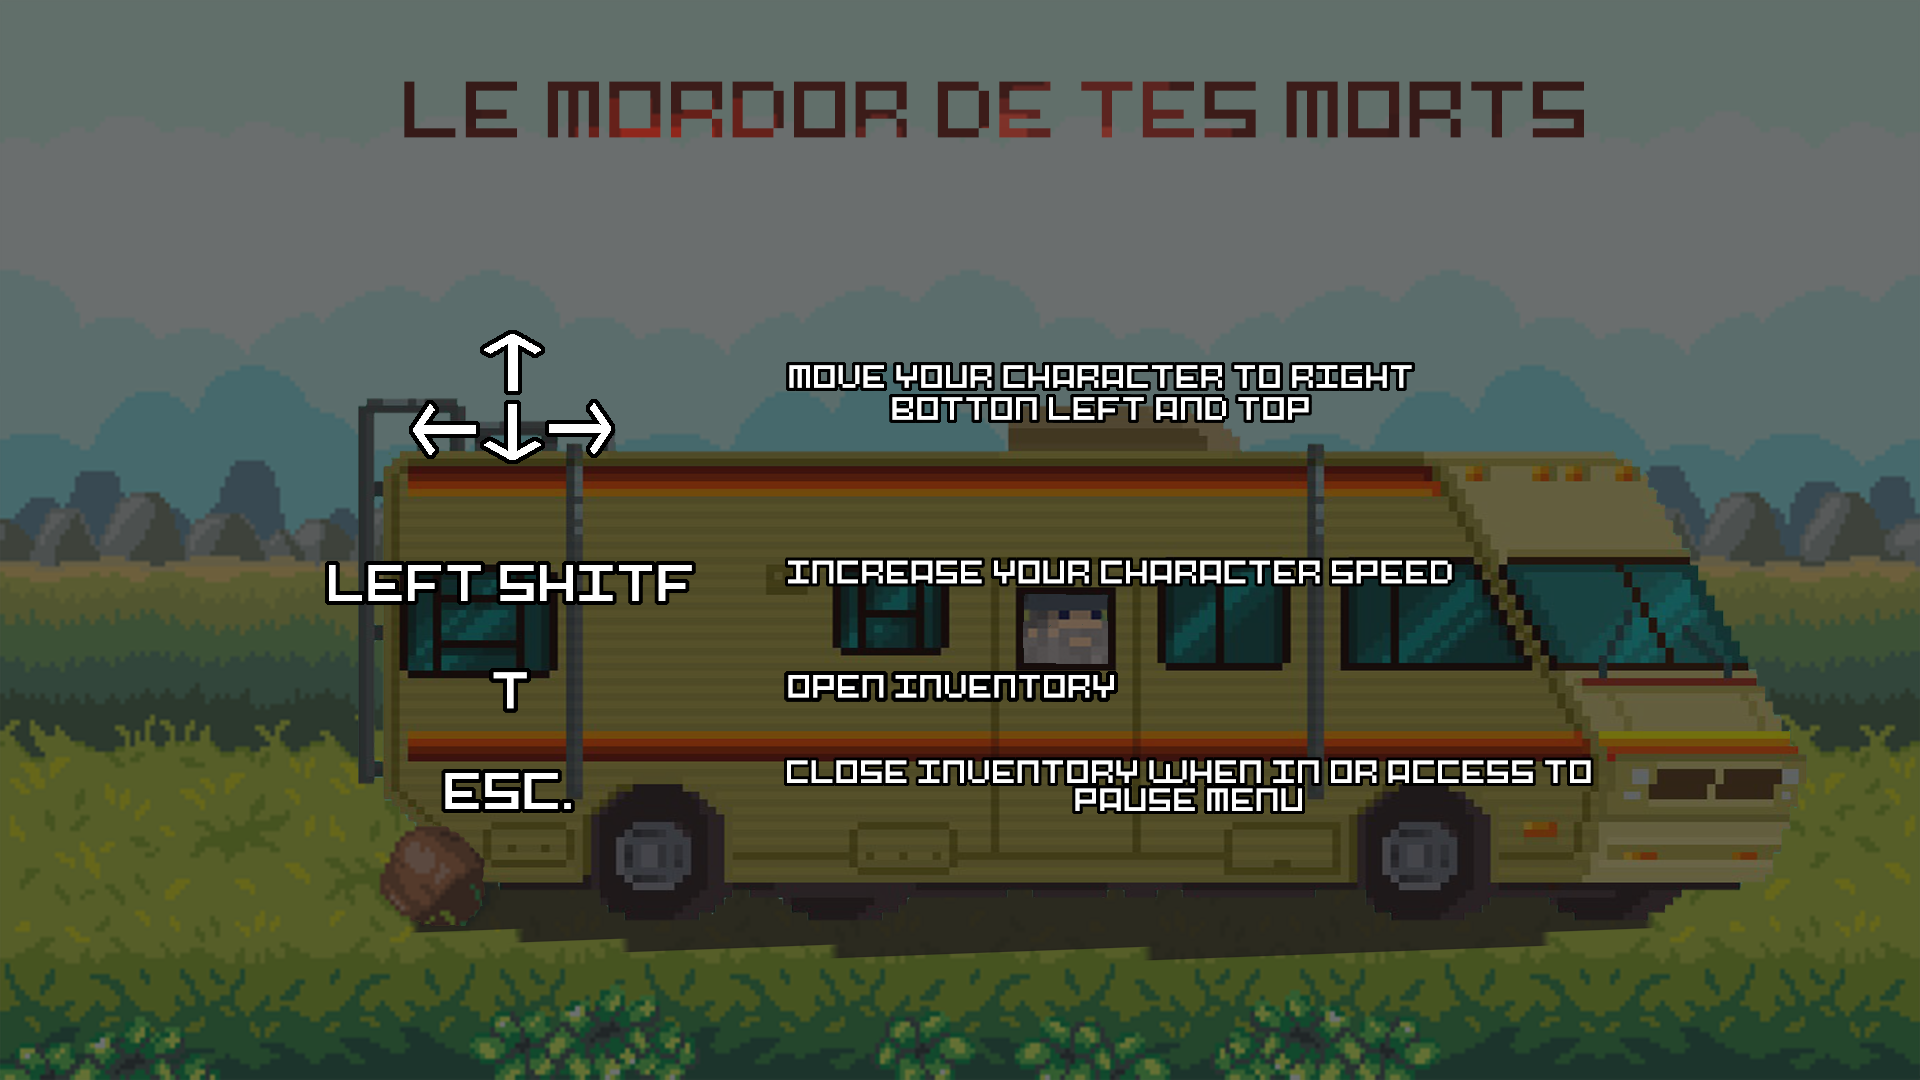 LE MORDOR DE TES MORTS
MOVE YOUR CHARACTER TO RIGHT
BOTTON LEFT AND TOP
LEFT SHITF
INCREASE YOUR CHARACTER SPEED
T
OPEN INVENTORY
ESC.
CLOSE INVENTORY WHEN IN OR ACCESS TO
PAUSE MENU